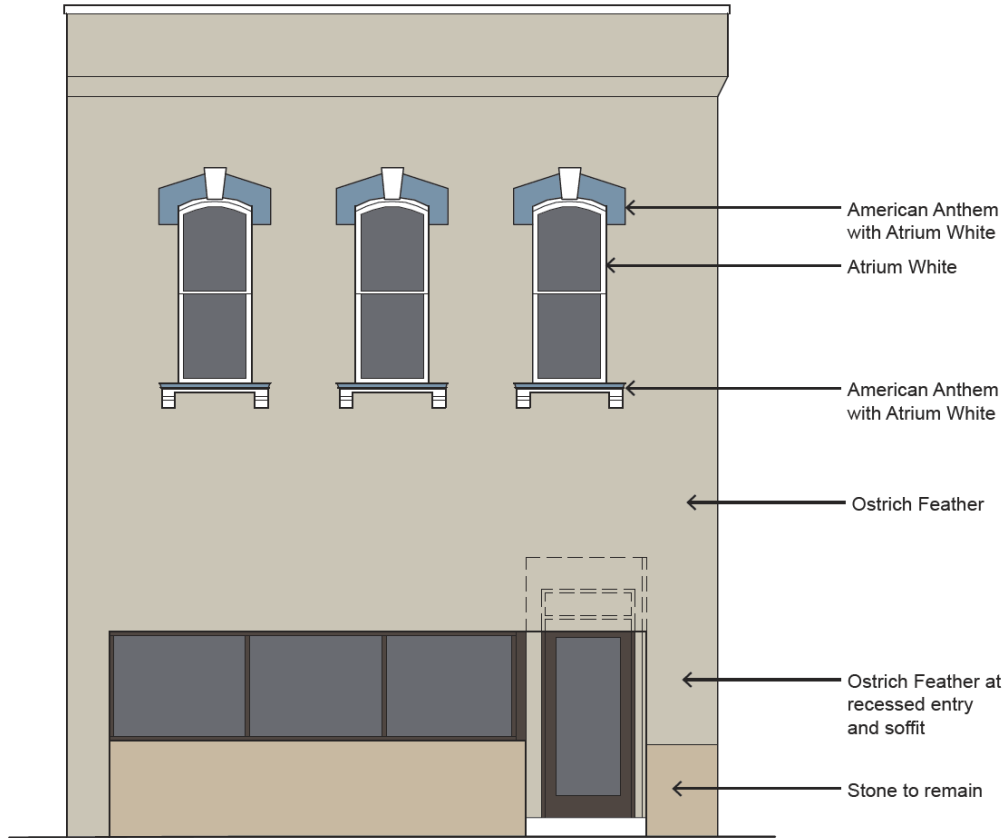 American Anthem
with Atrium White
Atrium White
American Anthem
with Atrium White
Ostrich Feather
Ostrich Feather at
recessed entry
and soffit
Stone to remain